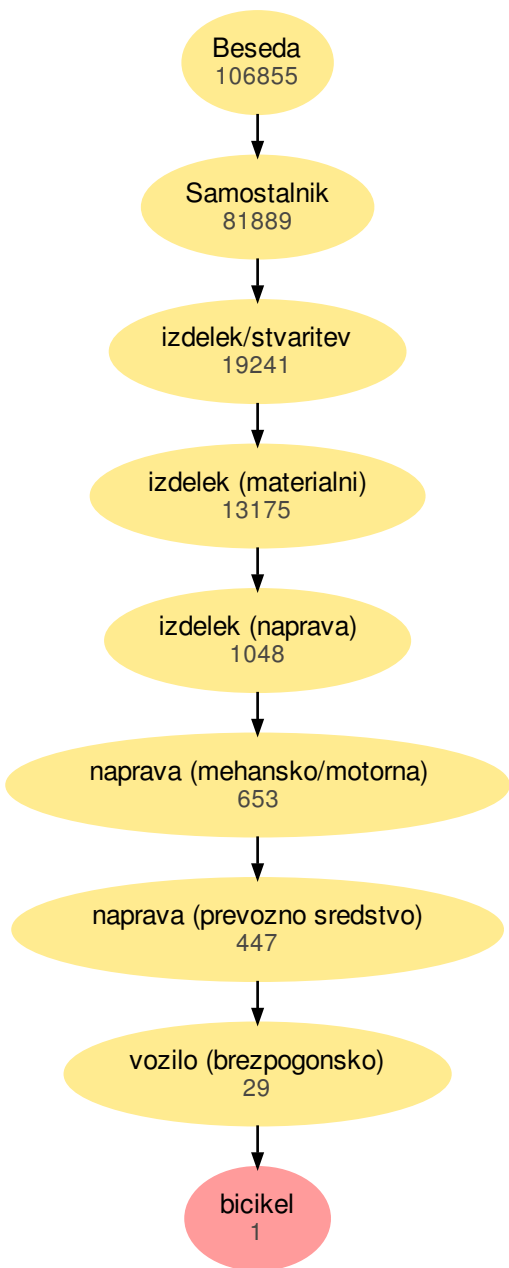 Beseda
106855
Samostalnik
81889
izdelek/stvaritev
19241
izdelek (materialni)
13175
izdelek (naprava)
1048
naprava (mehansko/motorna)
653
naprava (prevozno sredstvo)
447
vozilo (brezpogonsko)
29
bicikel
1